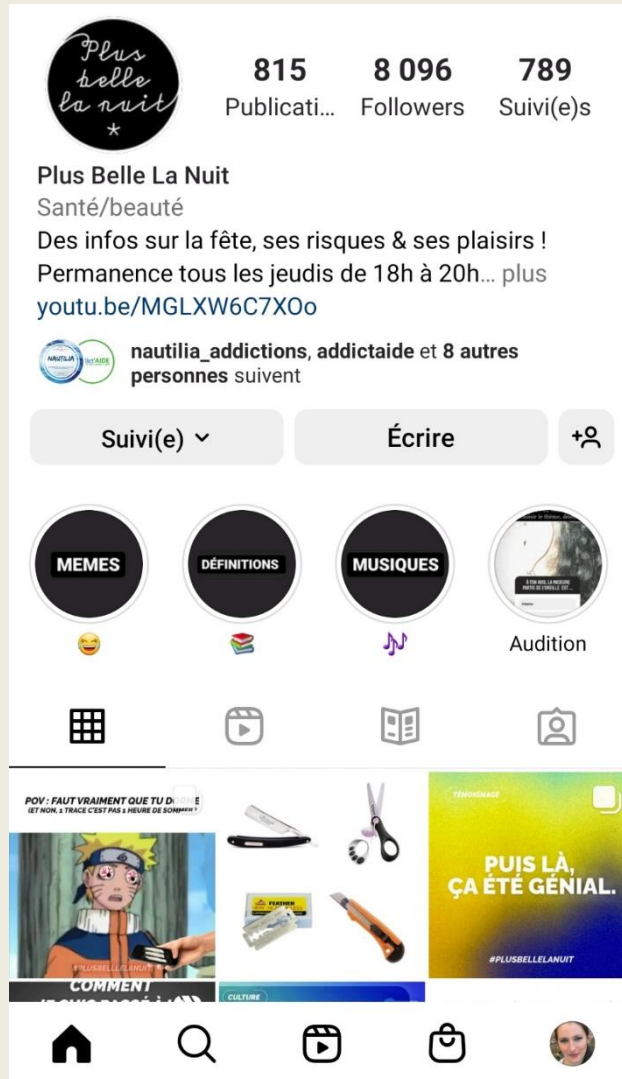 Plus
belle
la nuit
*
815
8 096
789
Publicati...
Followers
Suivi(e)s
Plus Belle La Nuit
Santé/beauté
Des infos sur la fête, ses risques & ses plaisirs !
Permanence tous les jeudis de 18h à 20h... plus
youtu.be/MGLXW6C7XOo
NAUTILIA
nautilia_addictions, addictaide et 8 autres
personnes suivent
Suivi(e)
Écrire
MEMES
DÉFINITIONS
MUSIQUES
Audition
POV : FAUT VRAIMENT QUE TU DORME
(ET NON, 1 TRACE C'EST PAS 1 HEURE DE SOMMEIL)
#PLUSBELLELANUIT
FEATHER
TÉMOIGNAGE
PUIS LÀ,
ÇA ÉTÉ GÉNIAL.
#PLUSBELLELANUIT
COMMENT
CULTURE